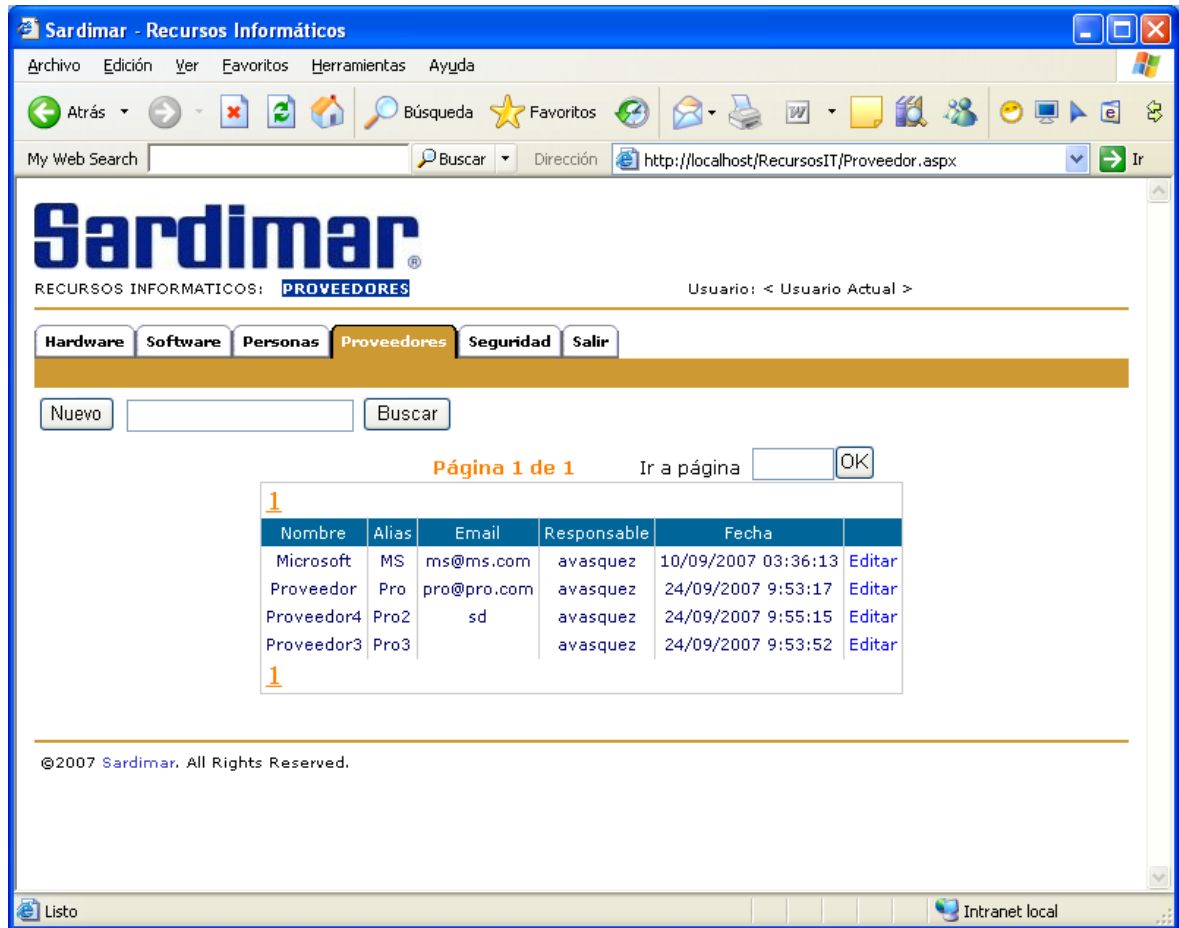 Sardimar - Recursos Informáticos
Archivo Edición Ver Favoritos Herramientas Ayuda
Atrás Búsqueda Favoritos
My Web Search Buscar Dirección http://localhost/RecursosIT/Proveedor.aspx Ir
Sardimar®
RECURSOS INFORMATICOS: PROVEEDORES Usuario: < Usuario Actual >
Hardware Software Personas Proveedores Seguridad Salir
Nuevo Buscar
Página 1 de 1 Ir a página OK
1
Nombre Alias Email Responsable Fecha
Microsoft MS ms@ms.com avasquez 10/09/2007 03:36:13 Editar
Proveedor Pro pro@pro.com avasquez 24/09/2007 9:53:17 Editar
Proveedor4 Pro2 sd avasquez 24/09/2007 9:55:15 Editar
Proveedor3 Pro3 avasquez 24/09/2007 9:53:52 Editar
1
©2007 Sardimar. All Rights Reserved.
Listo Intranet local